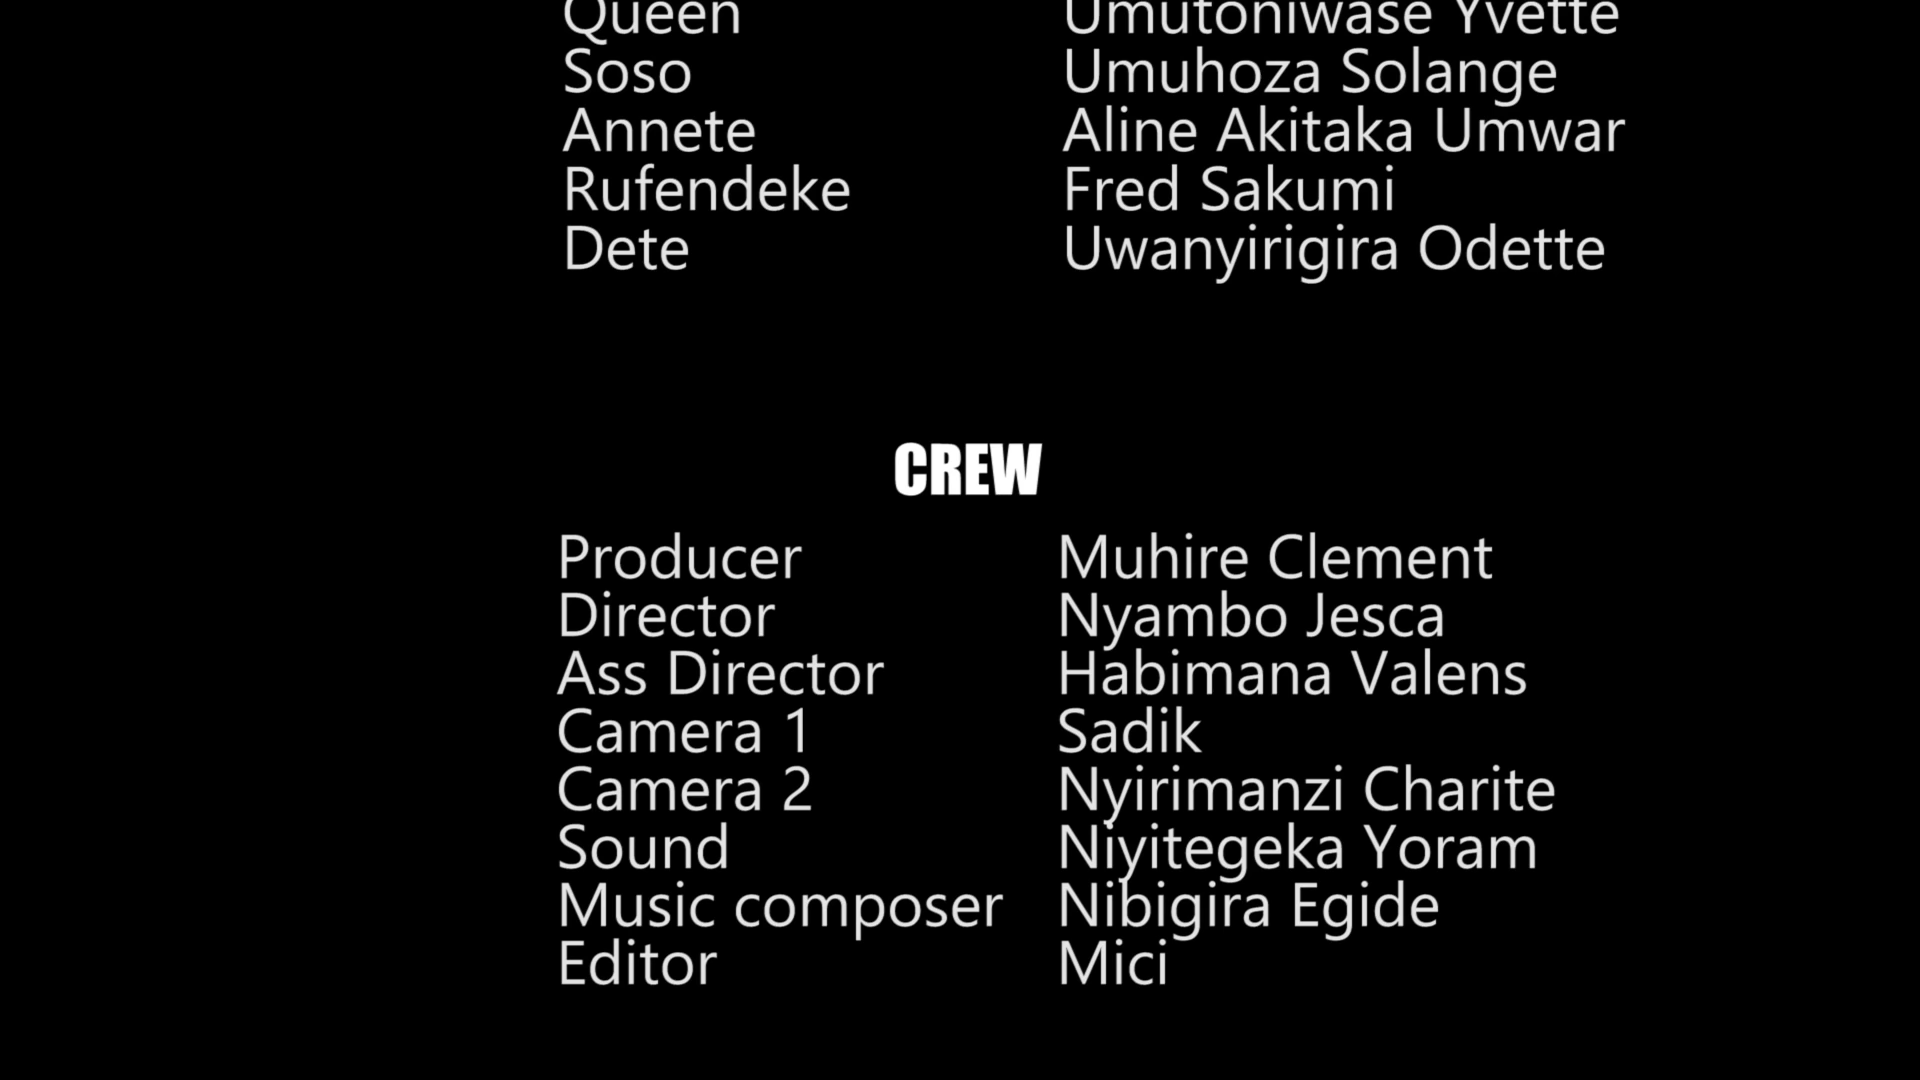 Queen Umutoniwase Yvette
Soso Umuhoza Solange
Annete Aline Akitaka Umwar
Rufendeke Fred Sakumi
Dete Uwanyirigira Odette
CREW
Producer Muhire Clement
Director Nyambo Jesca
Ass Director Habimana Valens
Camera 1 Sadik
Camera 2 Nyirimanzi Charite
Sound Niyitegeka Yoram
Music composer Nibigira Egide
Editor Mici